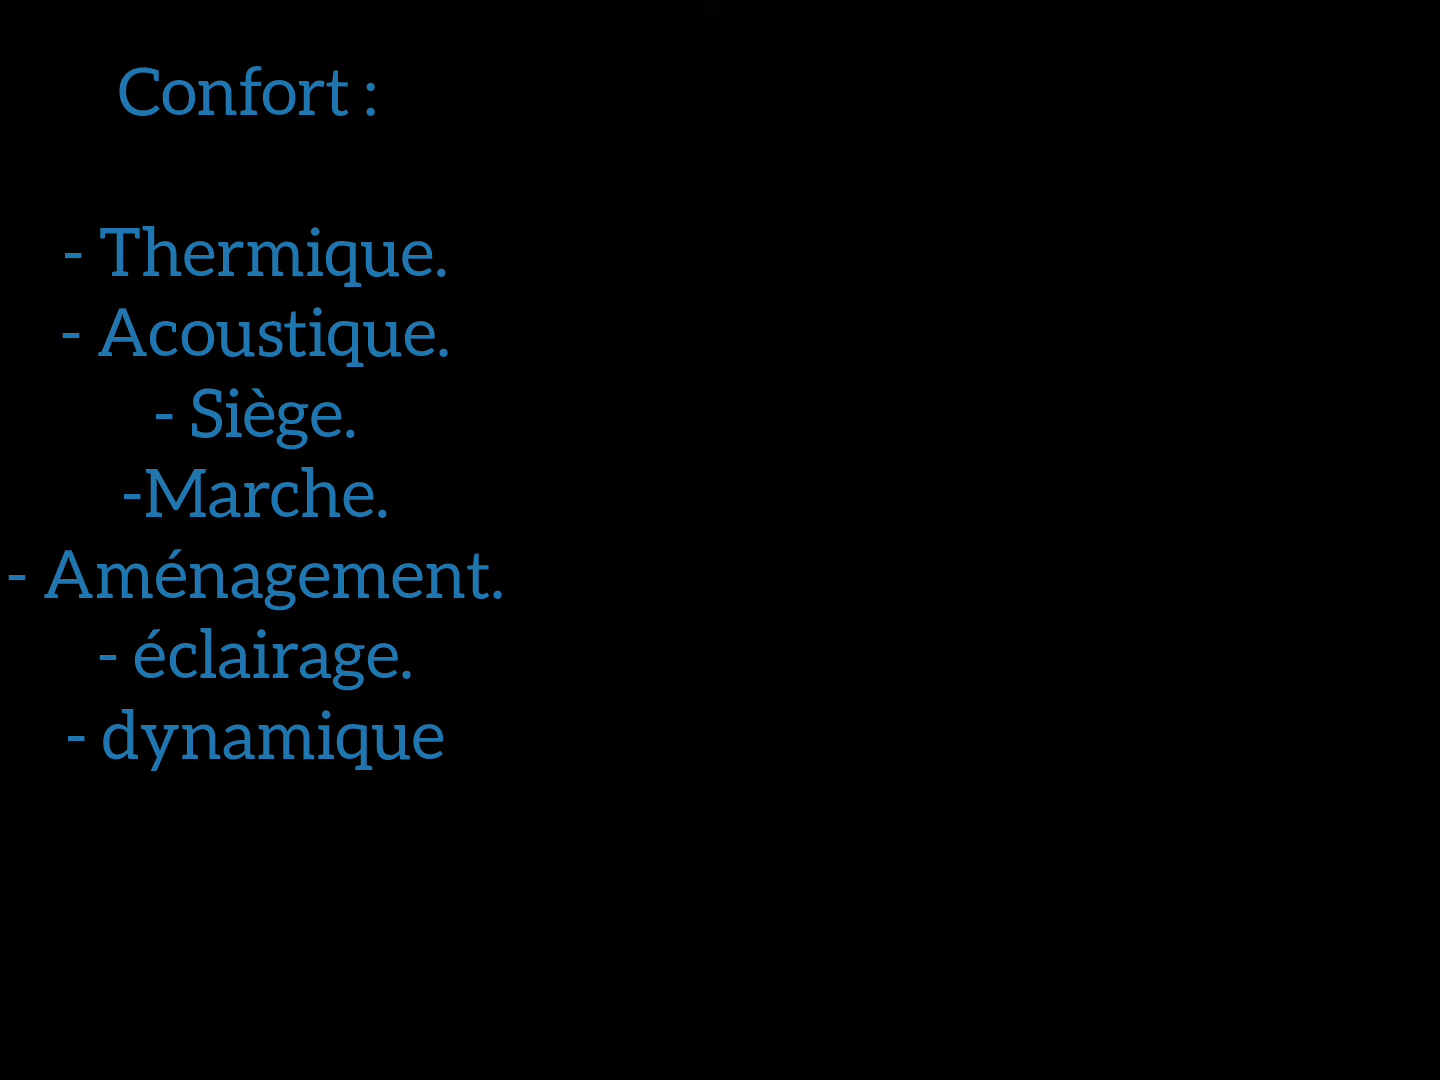 Confort :
- Thermique.
- Acoustique.
- Siège.
-Marche.
- Aménagement.
- éclairage.
- dynamique